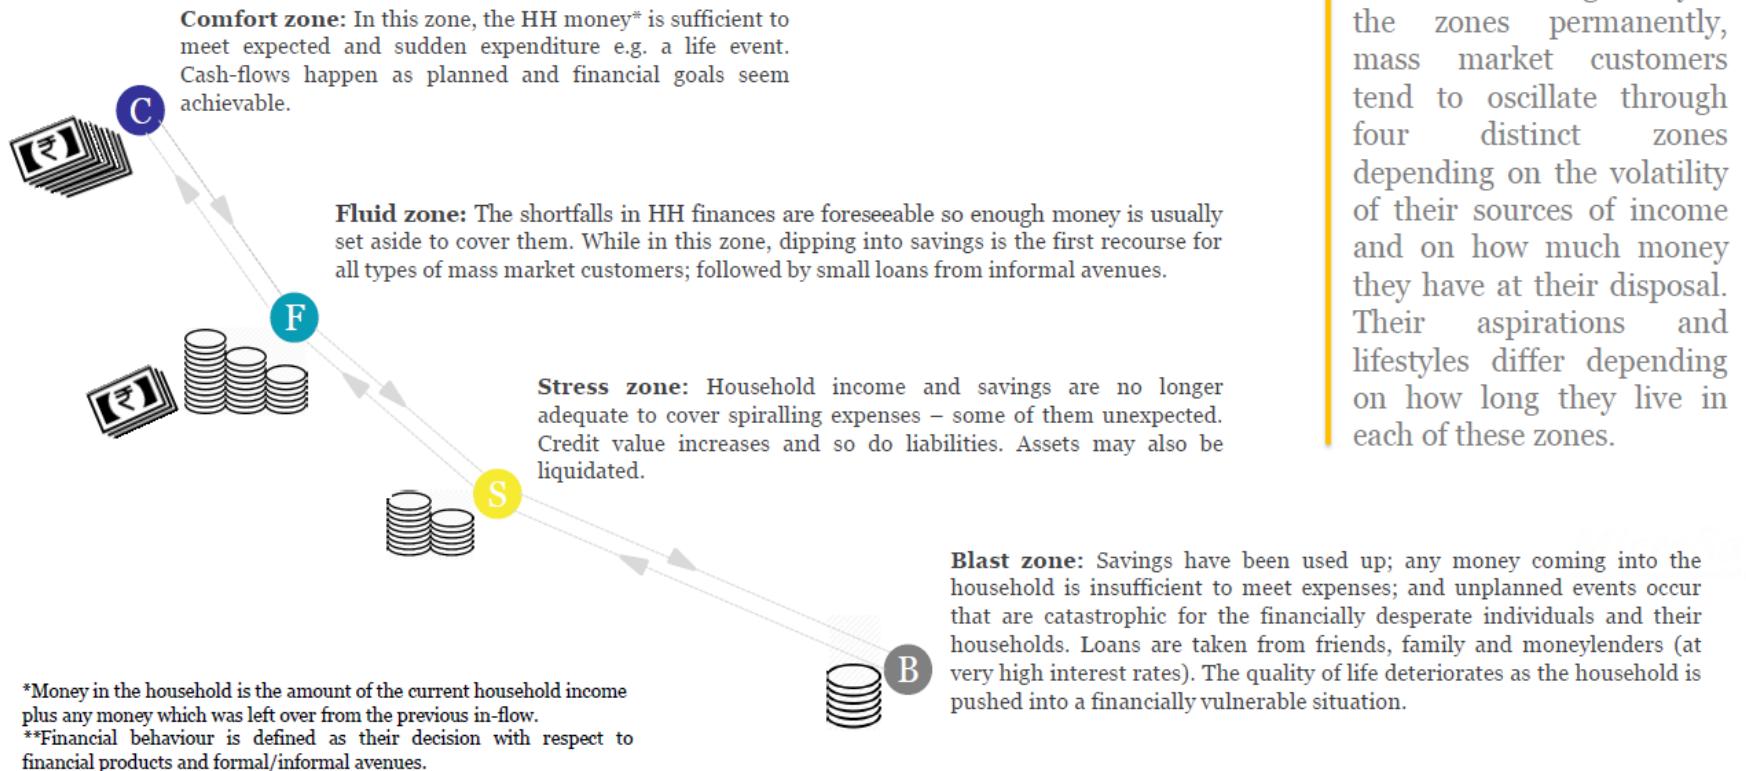 Comfort zone: In this zone, the HH money* is sufficient to
meet expected and sudden expenditure e.g. a life event.
Cash-flows happen as planned and financial goals seem
achievable.
C
₹
Fluid zone: The shortfalls in HH finances are foreseeable so enough money is usually
set aside to cover them. While in this zone, dipping into savings is the first recourse for
all types of mass market customers; followed by small loans from informal avenues.
F
₹
Stress zone: Household income and savings are no longer
adequate to cover spiralling expenses – some of them unexpected.
Credit value increases and so do liabilities. Assets may also be
liquidated.
S
Blast zone: Savings have been used up; any money coming into the
household is insufficient to meet expenses; and unplanned events occur
that are catastrophic for the financially desperate individuals and their
households. Loans are taken from friends, family and moneylenders (at
very high interest rates). The quality of life deteriorates as the household is
pushed into a financially vulnerable situation.
B
*Money in the household is the amount of the current household income
plus any money which was left over from the previous in-flow.
**Financial behaviour is defined as their decision with respect to
financial products and formal/informal avenues.
the zones permanently,
mass market customers
tend to oscillate through
four distinct zones
depending on the volatility
of their sources of income
and on how much money
they have at their disposal.
Their aspirations and
lifestyles differ depending
on how long they live in
each of these zones.